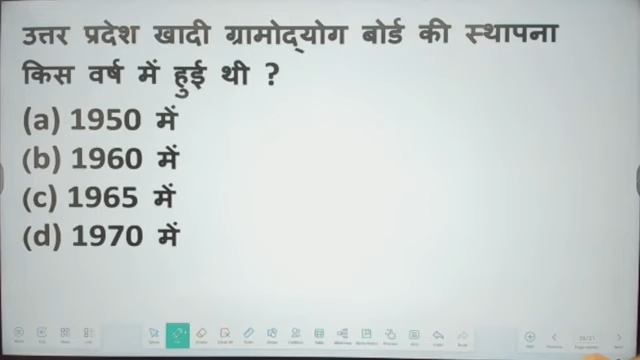 उत्तर प्रदेश खादी ग्रामोद्योग बोर्ड की स्थापना
किस वर्ष में हुई थी ?
(a) 1950 में
(b) 1960 में
(c) 1965 में
(d) 1970 में